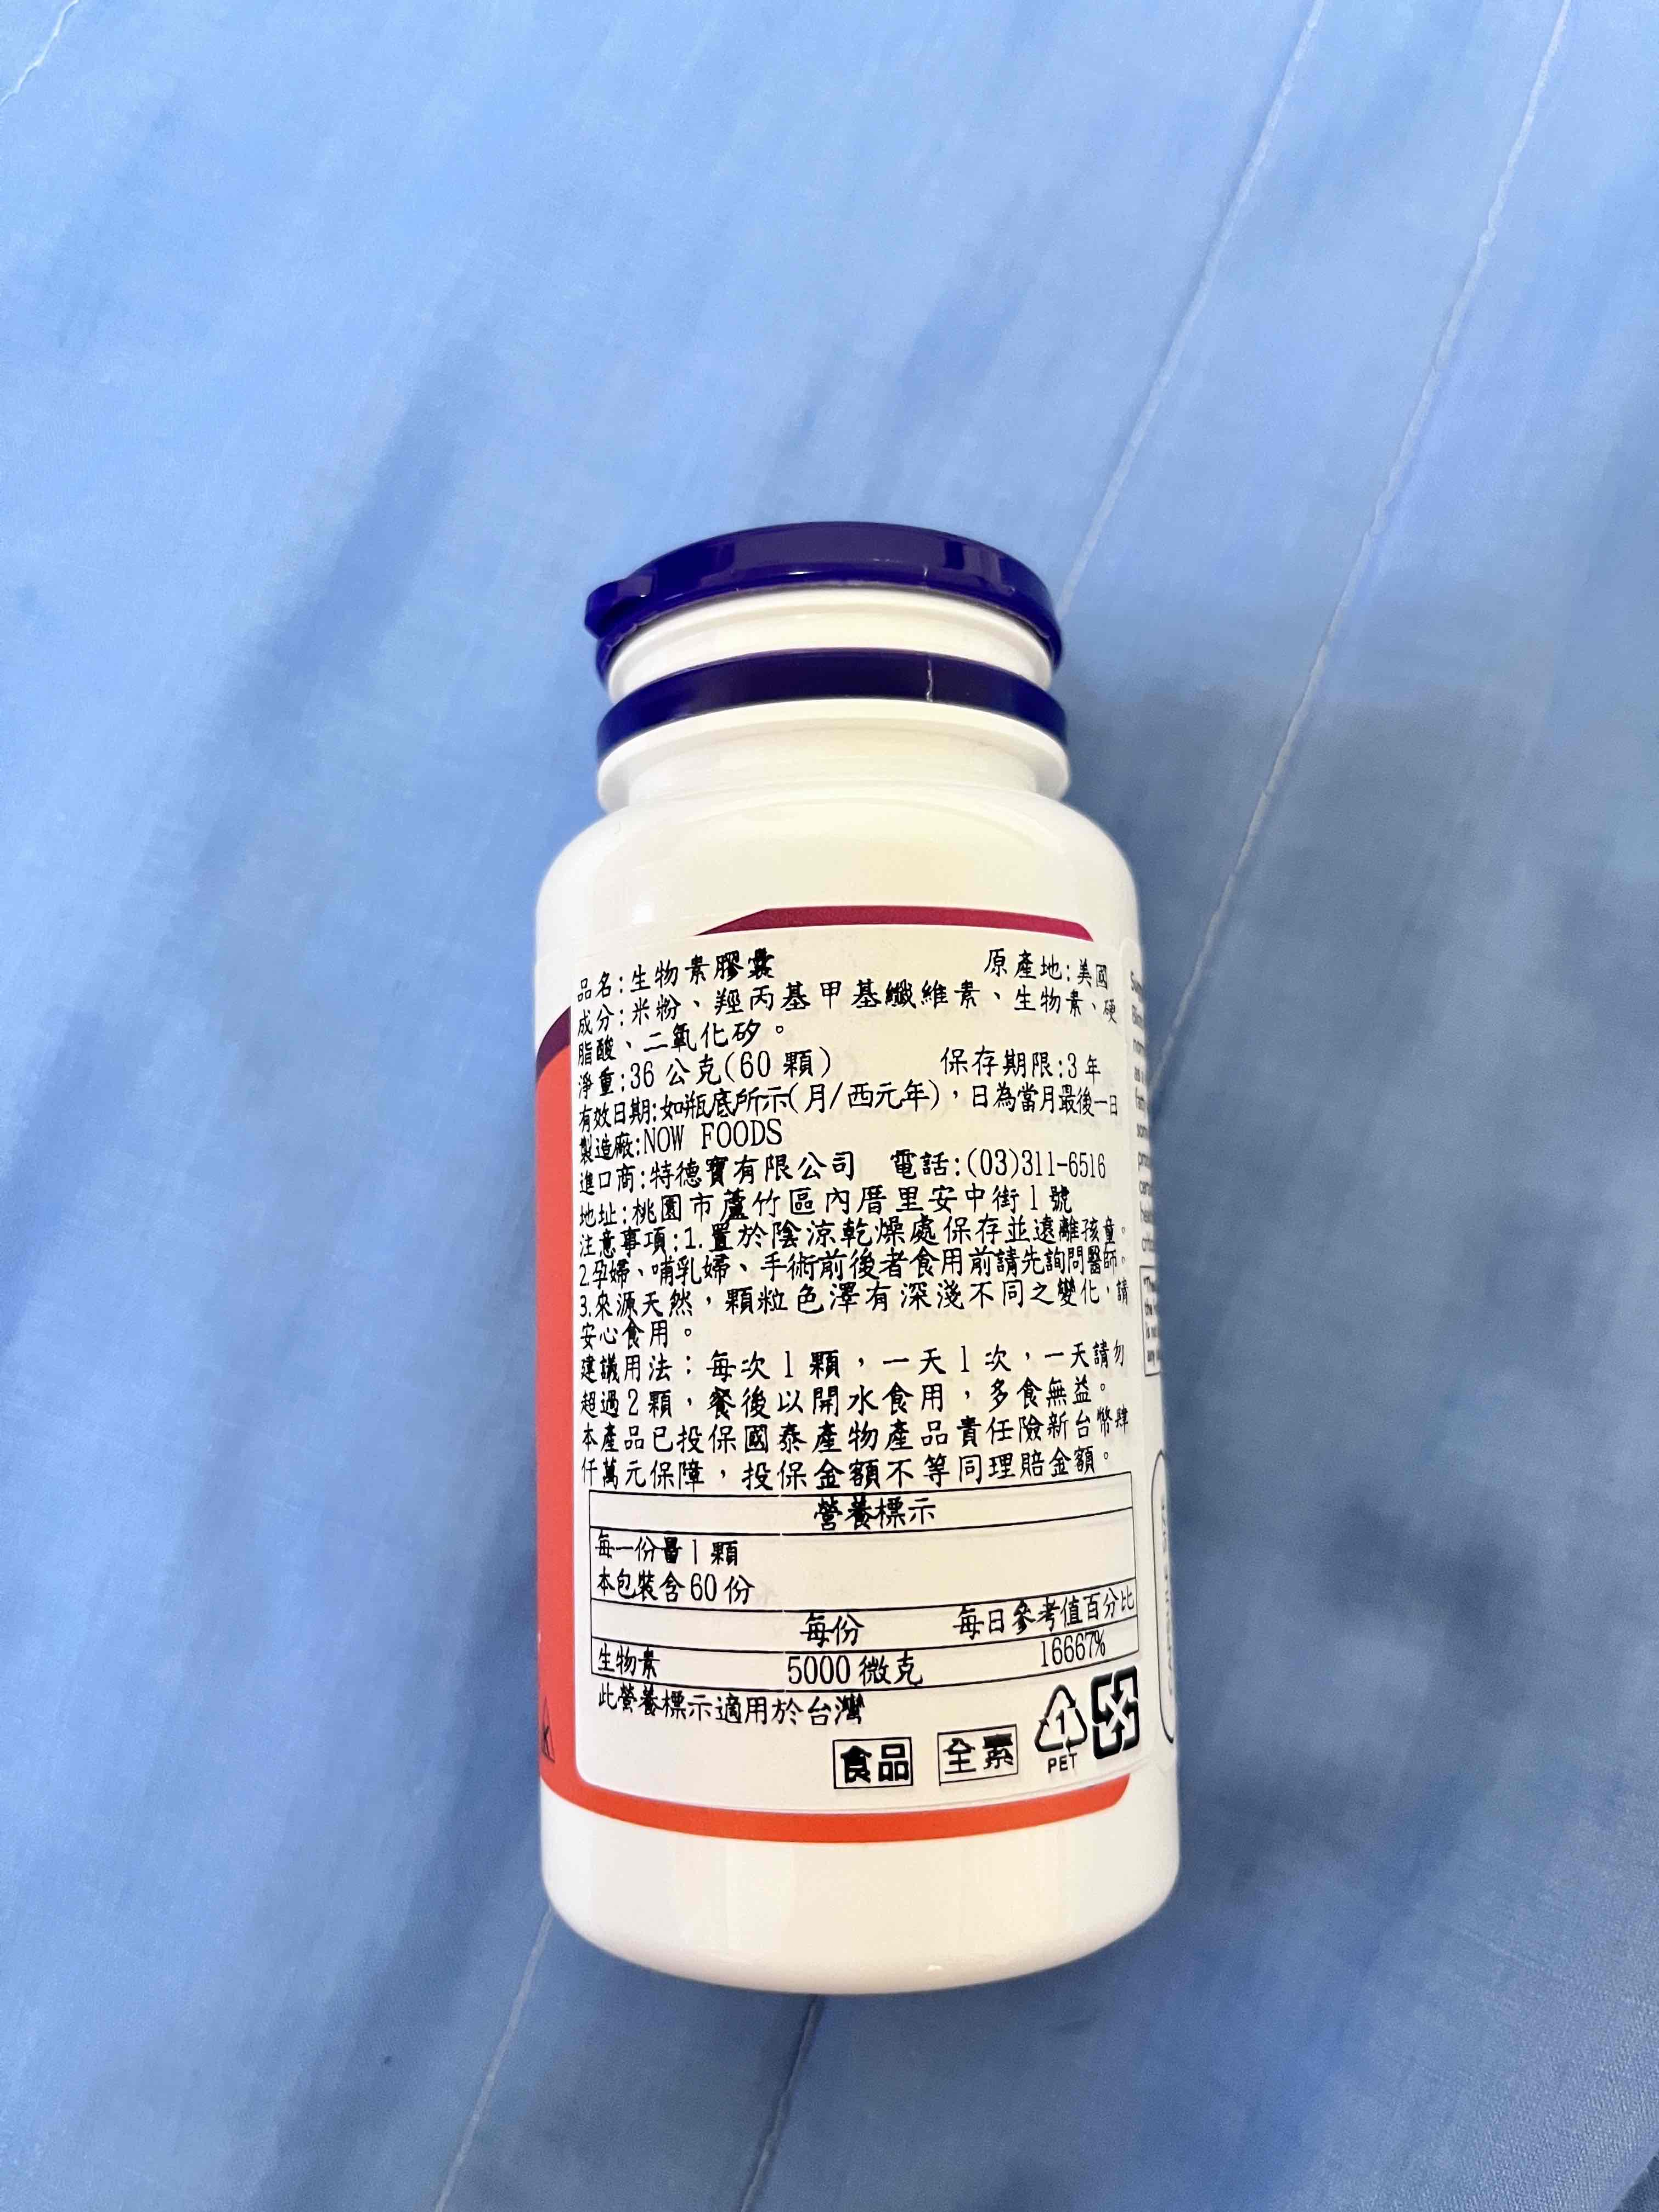 品名:生物素膠囊 原產地:美國
成分:米粉、羥丙基甲基纖維素、生物素、硬
脂酸、二氧化矽。
淨重:36 公克(60 顆) 保存期限:3 年
有效日期:如瓶底所示(月/西元年),日為當月最後一日
製造廠:NOW FOODS
進口商:特德寶有限公司 電話:(03)311-6516
地址:桃園市蘆竹區內厝里安中街1號
注意事項:1.置於陰涼乾燥處保存並遠離孩童。
2.孕婦、哺乳婦、手術前後者食用前請先詢問醫師。
3.來源天然,顆粒色澤有深淺不同之變化,請
安心食用。
建議用法:每次1顆,一天1次,一天請勿
超過2顆,餐後以開水食用,多食無益。
本產品已投保國泰產物產品責任險新台幣肆
仟萬元保障,投保金額不等同理賠金額。
營養標示
每一份量1顆
本包裝含60份
每份 每日參考值百分比
生物素 5000微克 16667%
此營養標示適用於台灣
食品 全素
1
PET